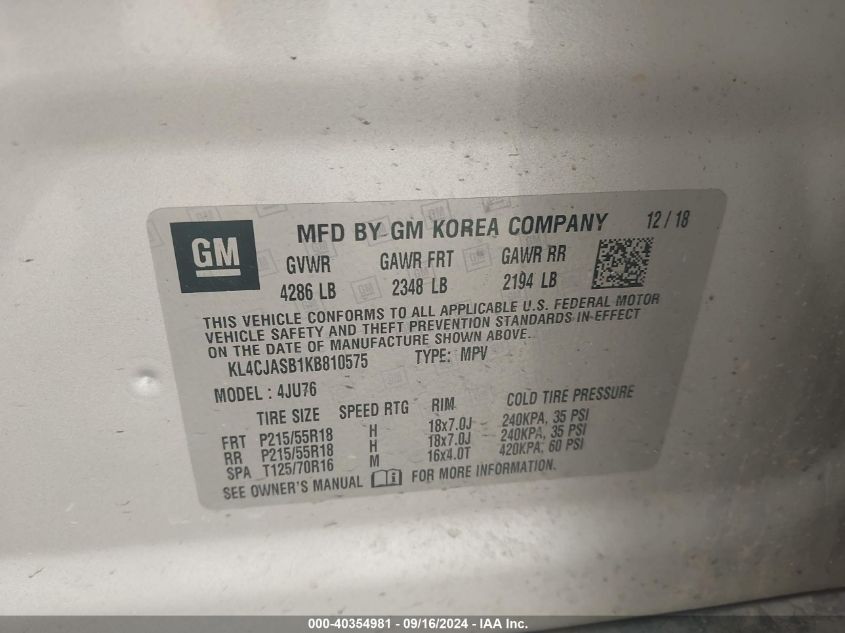 GM
MFD BY GM KOREA COMPANY 12/18
GVWR GAWR FRT GAWR RR
4286 LB 2348 LB 2194 LB
THIS VEHICLE CONFORMS TO ALL APPLICABLE U.S. FEDERAL MOTOR
VEHICLE SAFETY AND THEFT PREVENTION STANDARDS IN EFFECT
ON THE DATE OF MANUFACTURE SHOWN ABOVE.
KL4CJASB1KB810575 TYPE: MPV
MODEL : 4JU76
TIRE SIZE SPEED RTG RIM COLD TIRE PRESSURE
FRT P215/55R18 H 18x7.0J 240KPA, 35 PSI
RR P215/55R18 H 18x7.0J 240KPA, 35 PSI
SPA T125/70R16 M 16x4.0T 420KPA, 60 PSI
SEE OWNER'S MANUAL FOR MORE INFORMATION.
000-40354981 - 09/16/2024 - IAA Inc.